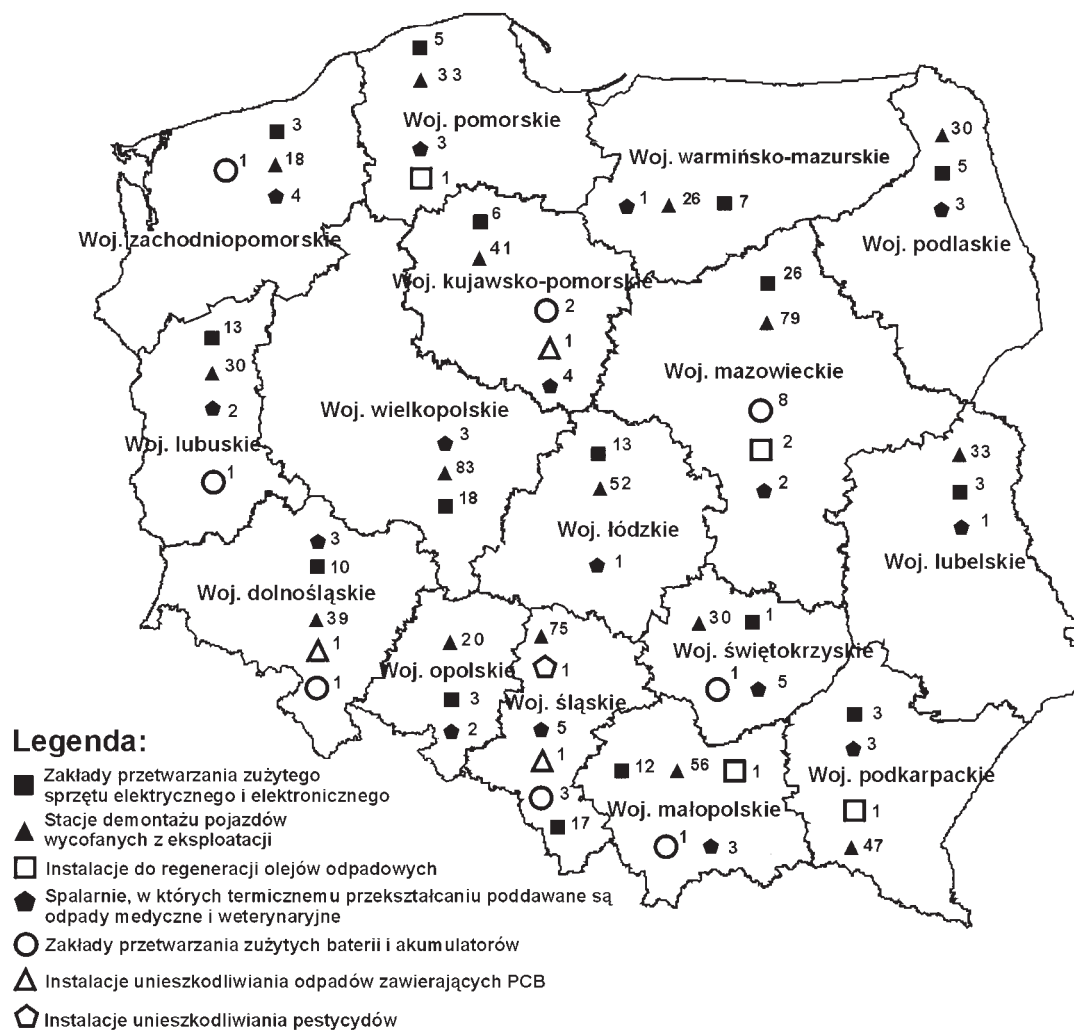 5
33
Woj. pomorskie
3
1
3
1
18
4
Woj. zachodniopomorskie
Woj. warmińsko-mazurskie
1
26
7
30
5
3
Woj. podlaskie
6
41
Woj. kujawsko-pomorskie
2
1
4
26
79
Woj. mazowieckie
8
2
2
13
30
2
Woj. lubuskie
1
Woj. wielkopolskie
3
83
18
13
52
Woj. łódzkie
1
33
3
1
Woj. lubelskie
3
10
Woj. dolnośląskie
39
1
1
20
Woj. opolskie
3
2
75
1
Woj. śląskie
5
1
3
17
30
1
Woj. świętokrzyskie
1
5
12
56
1
Woj. małopolskie
1
3
3
3
Woj. podkarpackie
1
47
Legenda:
Zakłady przetwarzania zużytego
sprzętu elektrycznego i elektronicznego
Stacje demontażu pojazdów
wycofanych z eksploatacji
Instalacje do regeneracji olejów odpadowych
Spalarnie, w których termicznemu przekształcaniu poddawane są
odpady medyczne i weterynaryjne
Zakłady przetwarzania zużytych baterii i akumulatorów
Instalacje unieszkodliwiania odpadów zawierających PCB
Instalacje unieszkodliwiania pestycydów